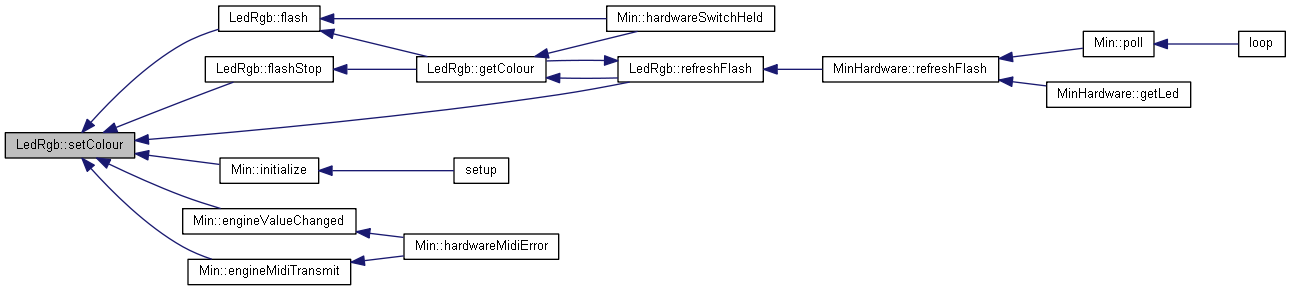 LedRgb::flash
Min::hardwareSwitchHeld
Min::poll
loop
LedRgb::flashStop
LedRgb::getColour
LedRgb::refreshFlash
MinHardware::refreshFlash
MinHardware::getLed
LedRgb::setColour
Min::initialize
setup
Min::engineValueChanged
Min::hardwareMidiError
Min::engineMidiTransmit